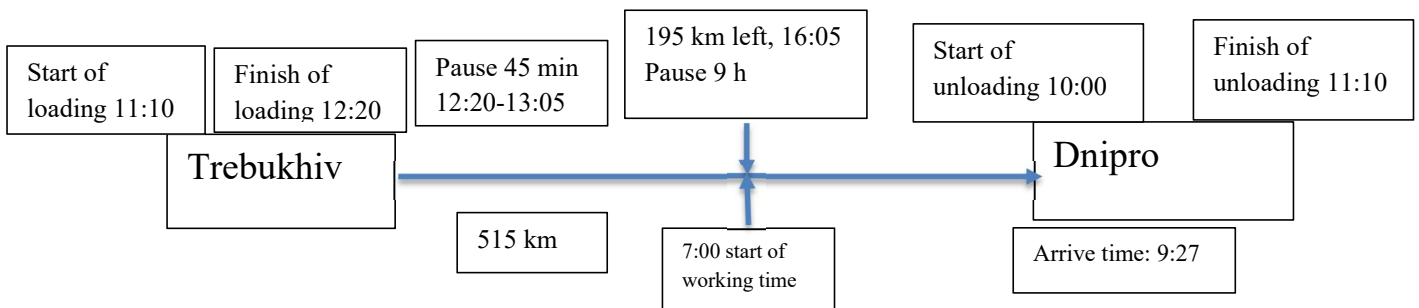 Start of
loading 11:10
Finish of
loading 12:20
Pause 45 min
12:20-13:05
195 km left, 16:05
Pause 9 h
Start of
unloading 10:00
Finish of
unloading 11:10
Trebukhiv
Dnipro
515 km
7:00 start of
working time
Arrive time: 9:27